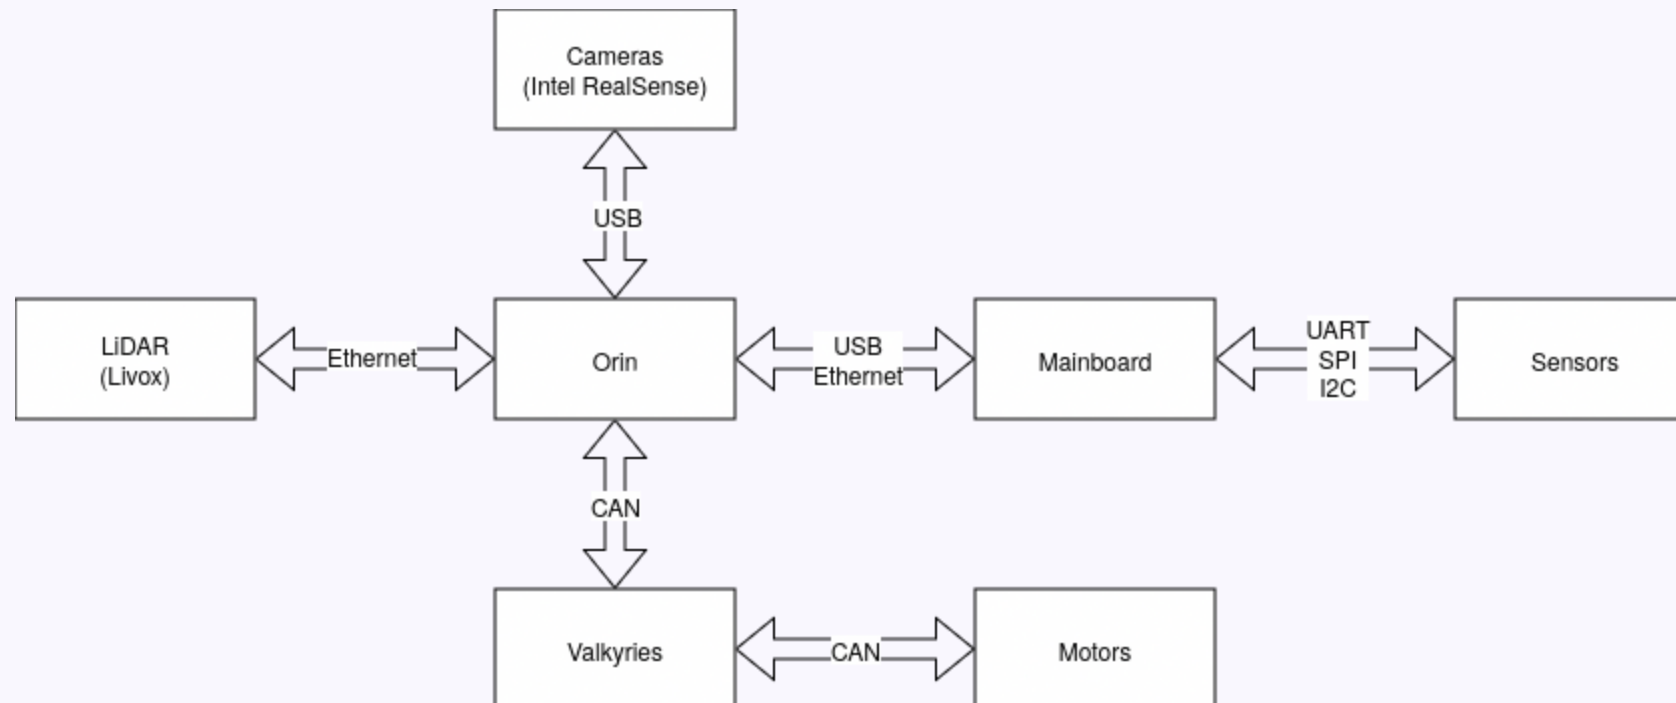 Cameras
(Intel RealSense)
USB
LiDAR
(Livox)
Ethernet
Orin
USB
Ethernet
Mainboard
UART
SPI
I2C
Sensors
CAN
Valkyries
CAN
Motors